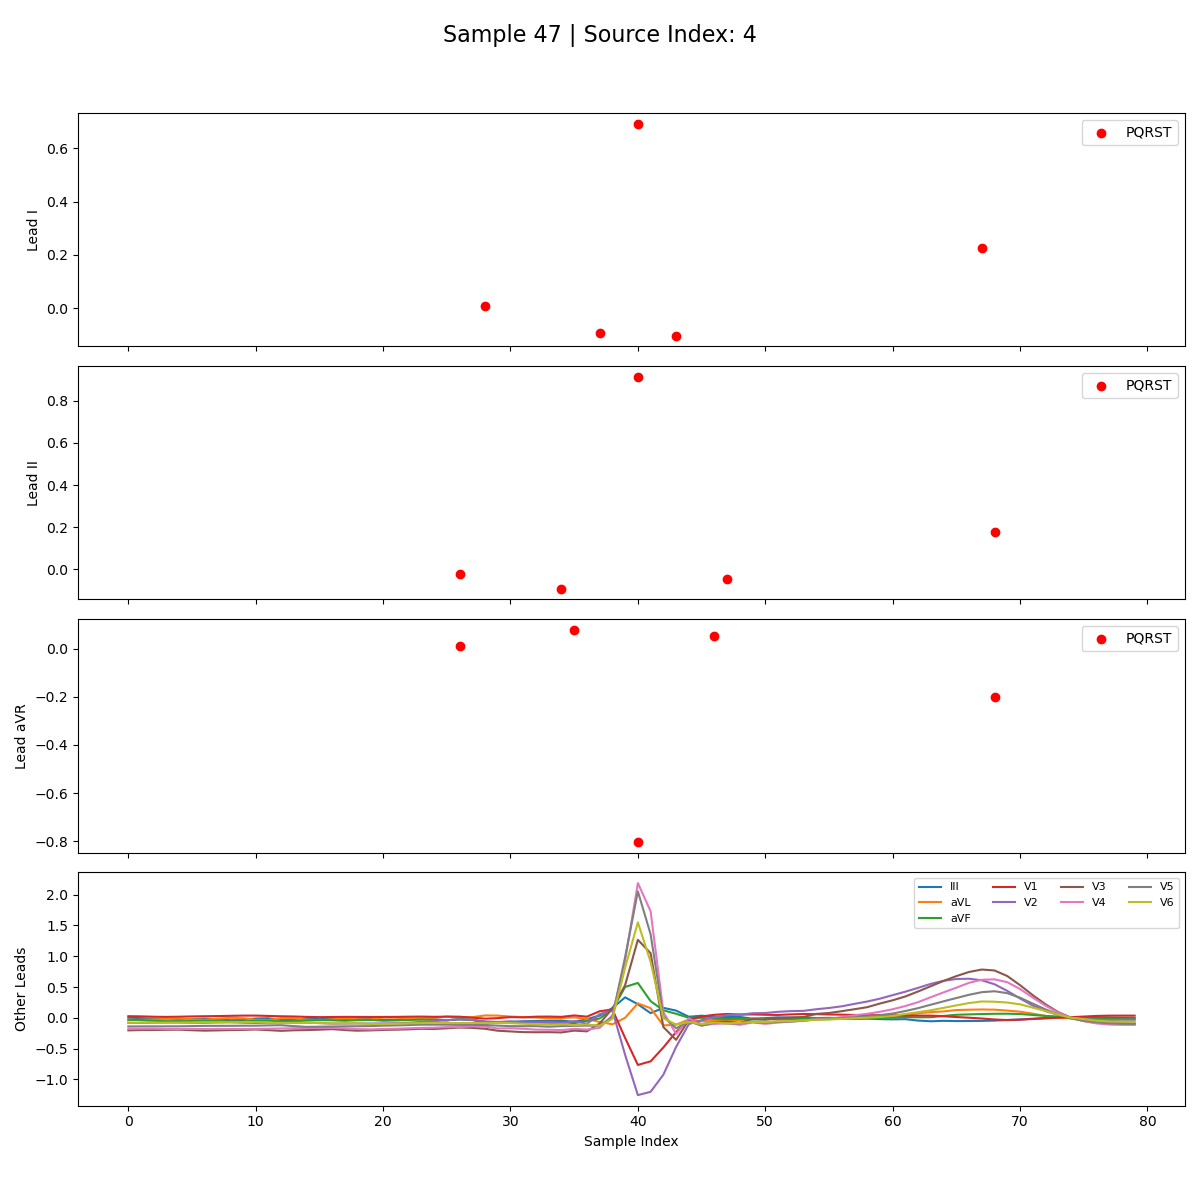 Sample 47 | Source Index: 4
0.6
0.4
0.2
0.0
Lead I
PQRST
0.8
0.6
0.4
0.2
0.0
Lead II
PQRST
0.0
−0.2
−0.4
−0.6
−0.8
Lead aVR
PQRST
2.0
1.5
1.0
0.5
0.0
−0.5
−1.0
Other Leads
III V1 V3 V5
aVL V2 V4 V6
aVF
0 10 20 30 40 50 60 70 80
Sample Index